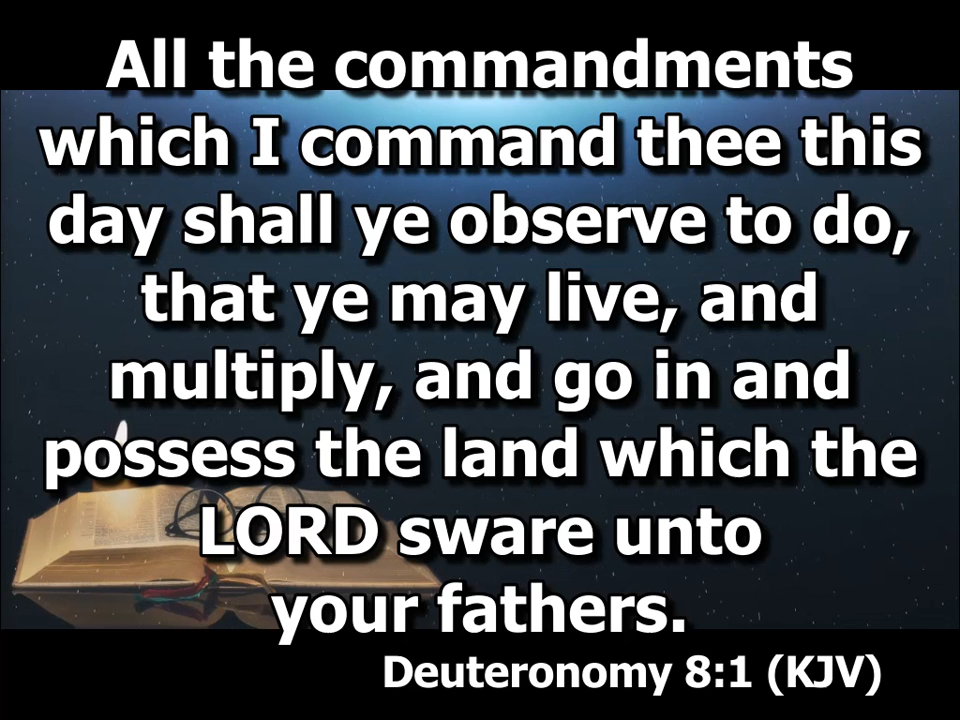 All the commandments
which I command thee this
day shall ye observe to do,
that ye may live, and
multiply, and go in and
possess the land which the
LORD sware unto
your fathers.
Deuteronomy 8:1 (KJV)